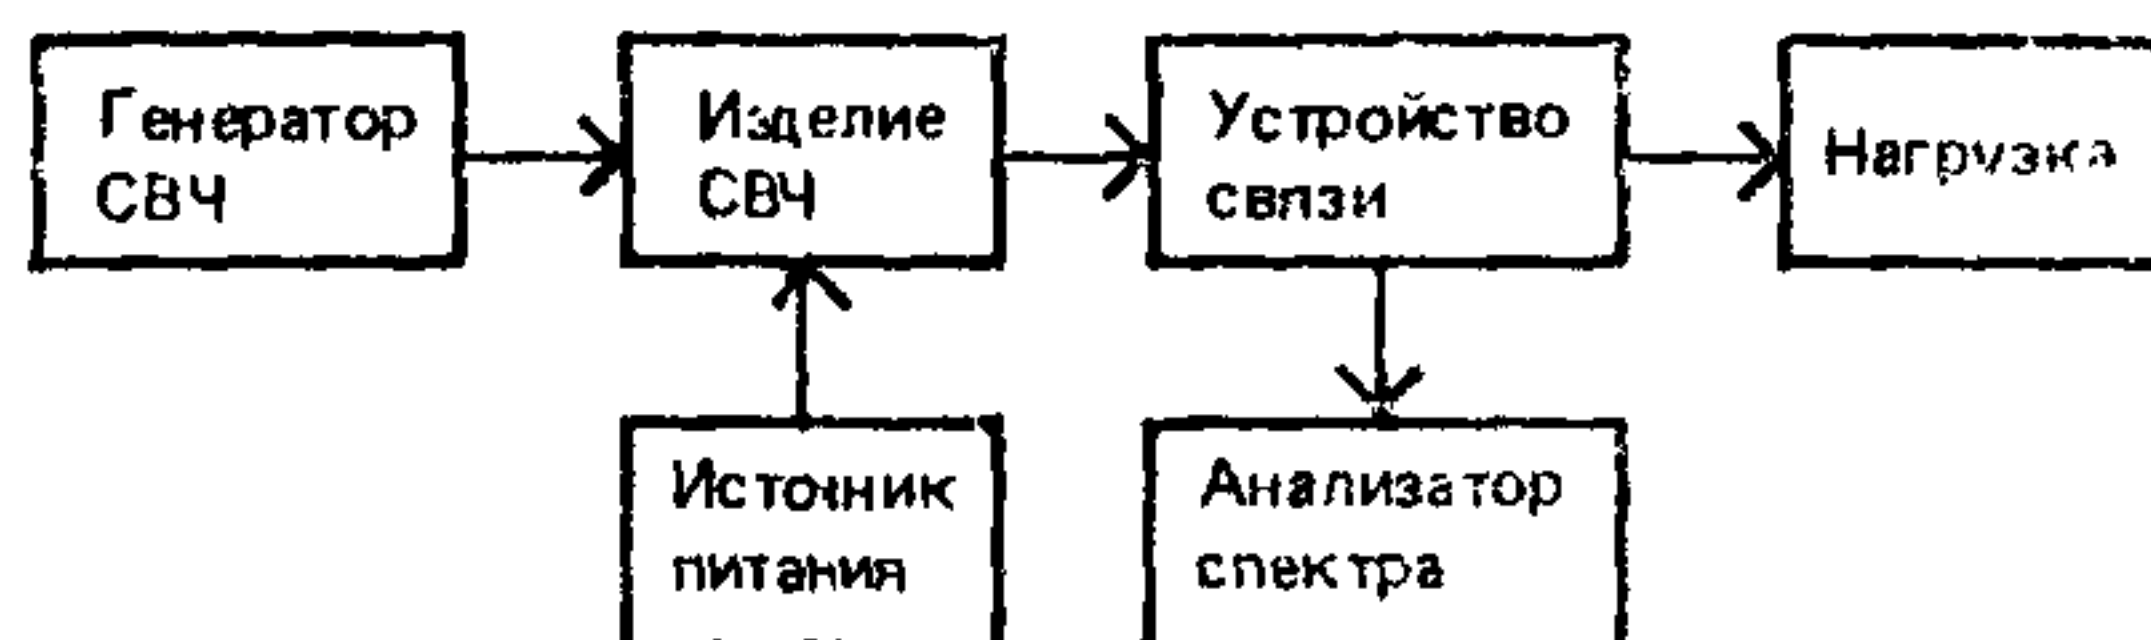 Генератор
СВЧ
Изделие
СВЧ
Устройство
связи
Нагрузка
Источник
питания
Анализатор
спектра